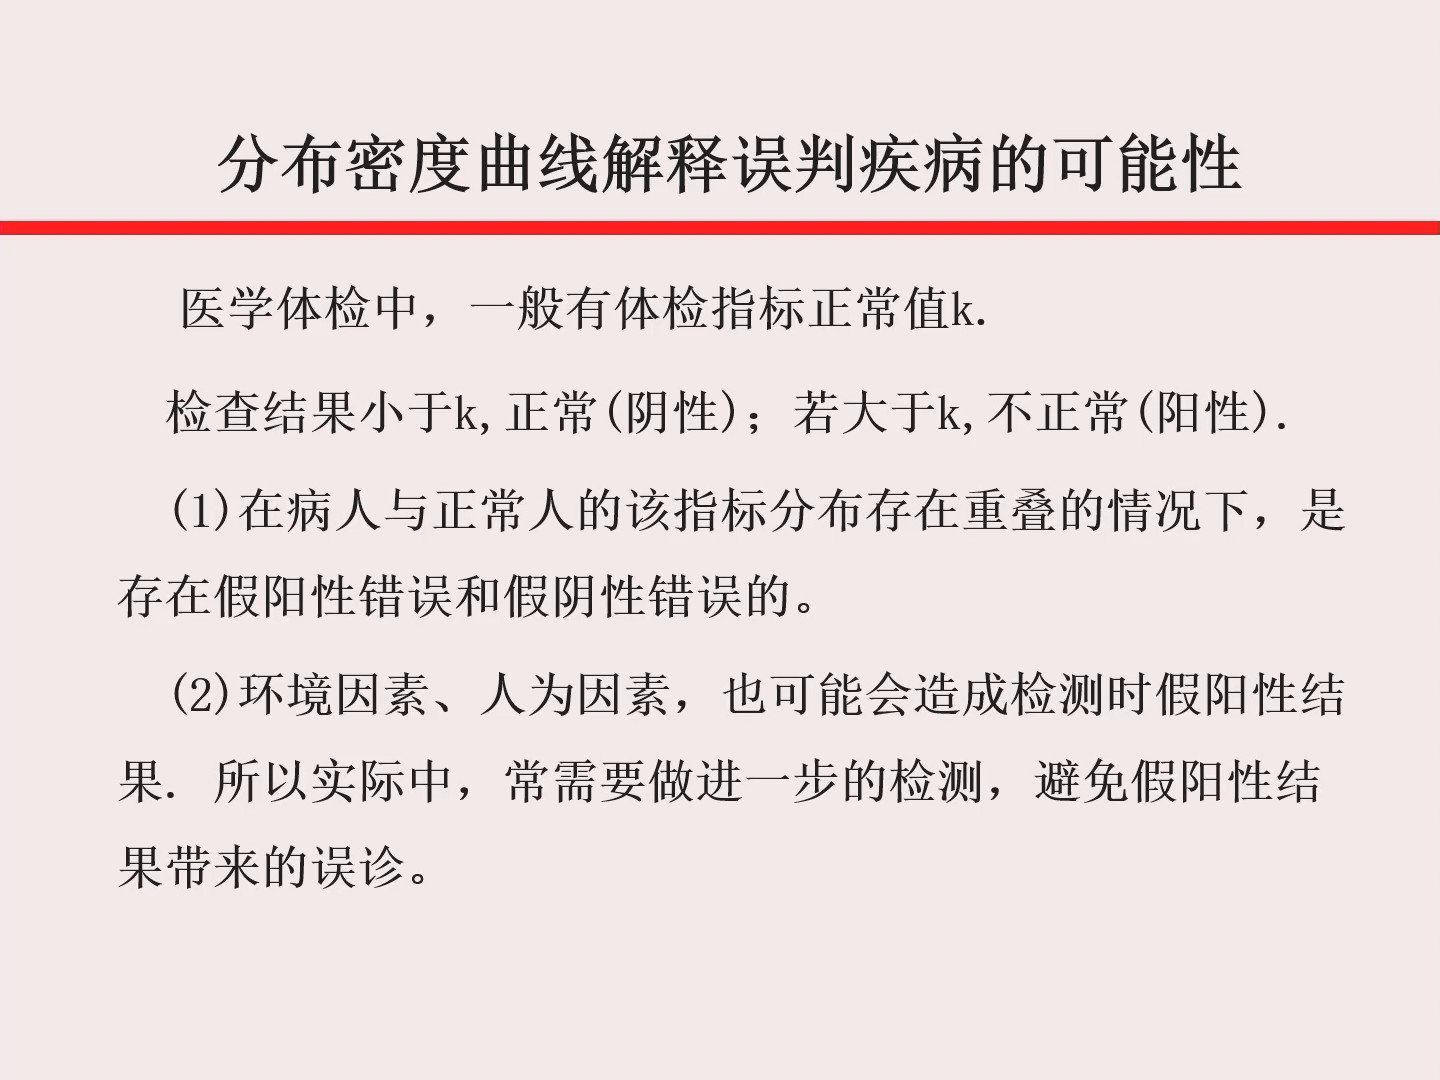 分布密度曲线解释误判疾病的可能性
医学体检中，一般有体检指标正常值k.
检查结果小于k,正常(阴性)；若大于k,不正常(阳性).
(1)在病人与正常人的该指标分布存在重叠的情况下，是
存在假阳性错误和假阴性错误的。
(2)环境因素、人为因素，也可能会造成检测时假阳性结
果. 所以实际中，常需要做进一步的检测，避免假阳性结
果带来的误诊。